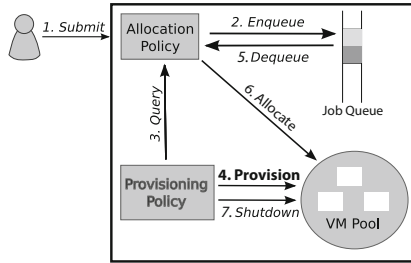 1. Submit
Allocation
Policy
2. Enqueue
5. Dequeue
Job Queue
3. Query
6. Allocate
Provisioning
Policy
4. Provision
7. Shutdown
VM Pool